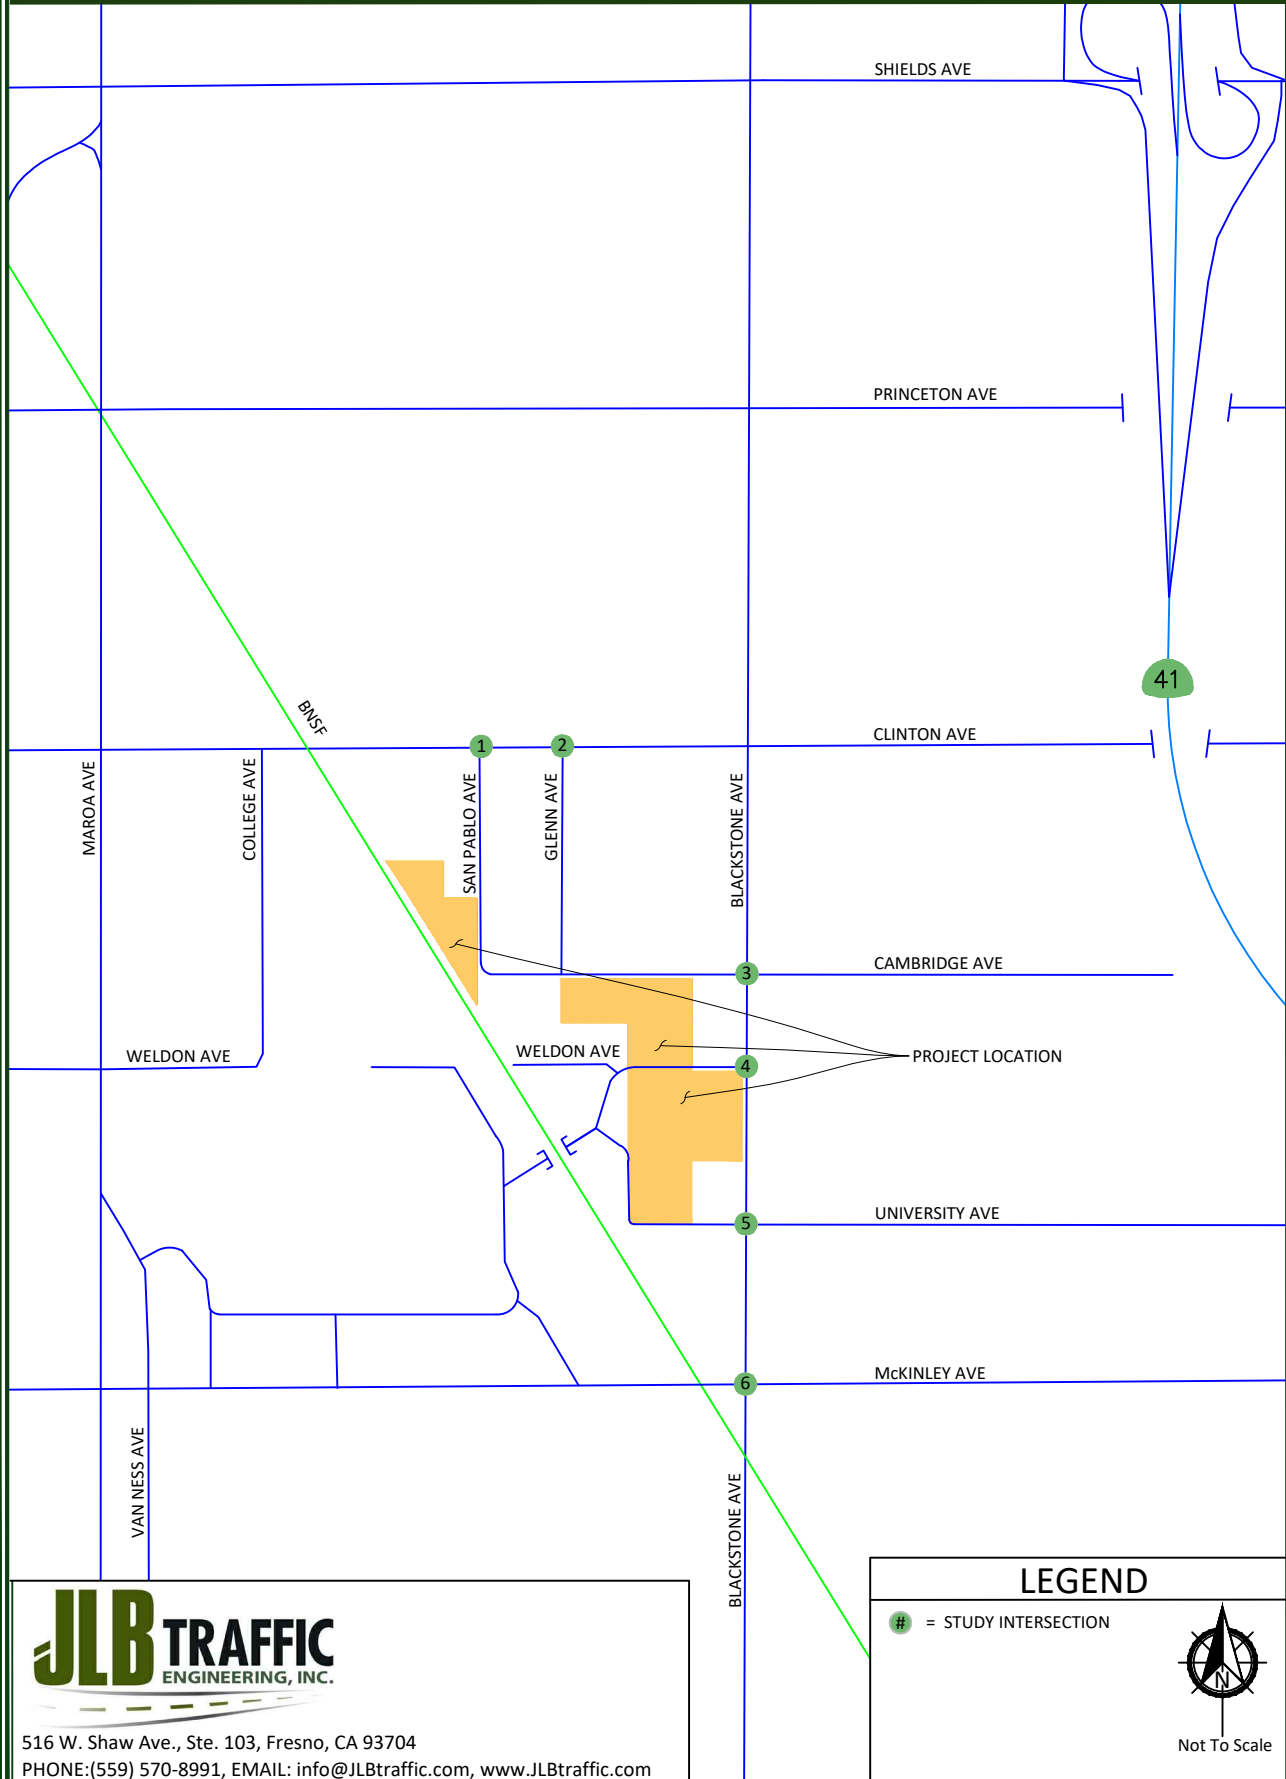 SHIELDS AVE
PRINCETON AVE
41
BNSF
1
2
CLINTON AVE
MAROA AVE
COLLEGE AVE
SAN PABLO AVE
GLENN AVE
BLACKSTONE AVE
3
CAMBRIDGE AVE
WELDON AVE
WELDON AVE
4
PROJECT LOCATION
5
UNIVERSITY AVE
6
McKINLEY AVE
VAN NESS AVE
BLACKSTONE AVE
LEGEND
# = STUDY INTERSECTION
N
Not To Scale
JLB TRAFFIC
ENGINEERING, INC.
516 W. Shaw Ave., Ste. 103, Fresno, CA 93704
PHONE:(559) 570-8991, EMAIL: info@JLBtraffic.com, www.JLBtraffic.com